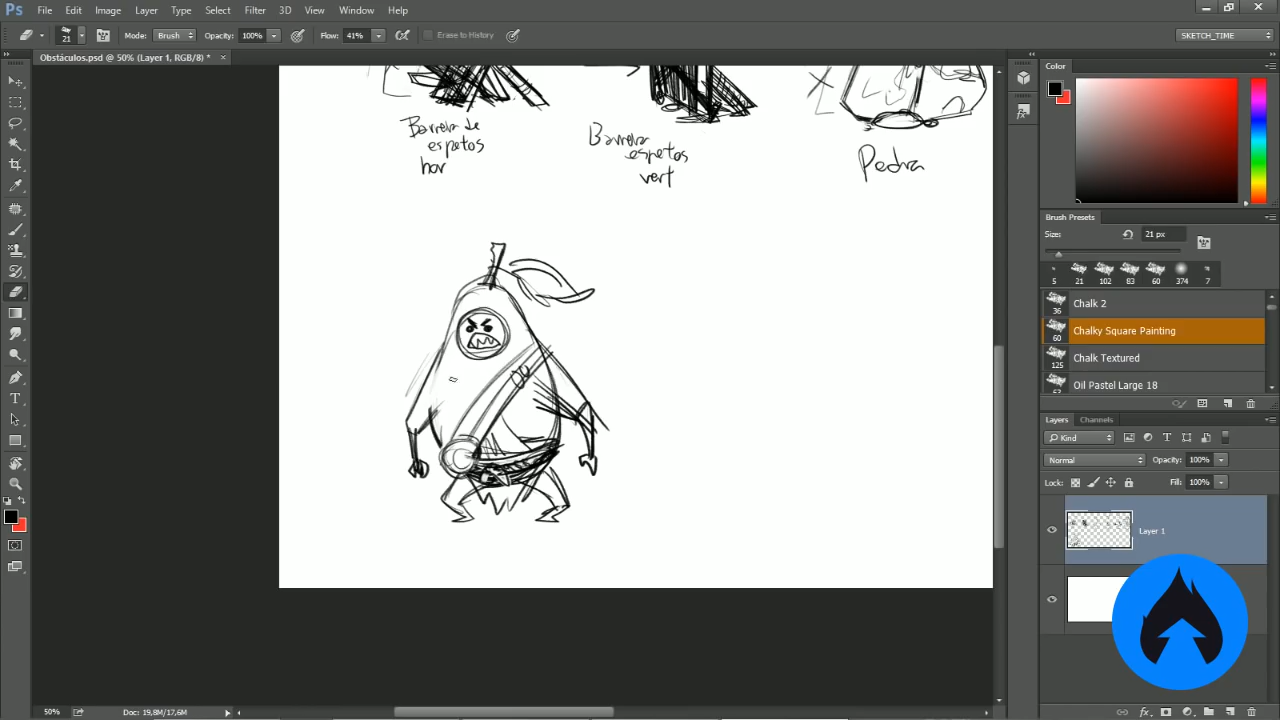 Ps File Edit Image Layer Type Select Filter 3D View Window Help
21 Mode: Brush Opacity: 100% Flow: 41% Erase to History SKETCH_TIME
Obstáculos.psd @ 50% (Layer 1, RGB/8) * ×
Color
Barrera de
espetos
hor
Barrera
espetos
vert
Pedra
Brush Presets
Size: 21 px
5 21 102 83 60 374 7
Chalk 2
36
Chalky Square Painting
60
Chalk Textured
125
Oil Pastel Large 18
Layers Channels
Kind
Normal Opacity: 100%
Lock: Fill: 100%
Layer 1
50% Doc: 19,8M/17,6M